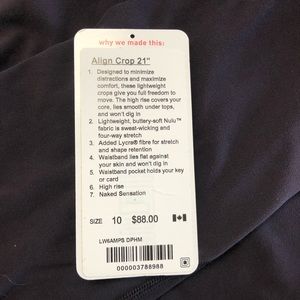 why we made this:
Align Crop 21"
1. Designed to minimize
distractions and maximize
comfort, these lightweight
crops give you full freedom to
move. The high rise covers your
core, lies smooth under tops,
and won't dig in
2. Lightweight, buttery-soft Nulu™
fabric is sweat-wicking and
four-way stretch
3. Added Lycra® fibre for stretch
and shape retention
4. Waistband lies flat against
your skin and won't dig in
5. Waistband pocket holds your key
or card
6. High rise
7. Naked Sensation
SIZE 10 $88.00
LW6AMPS.DPHM
000003788988